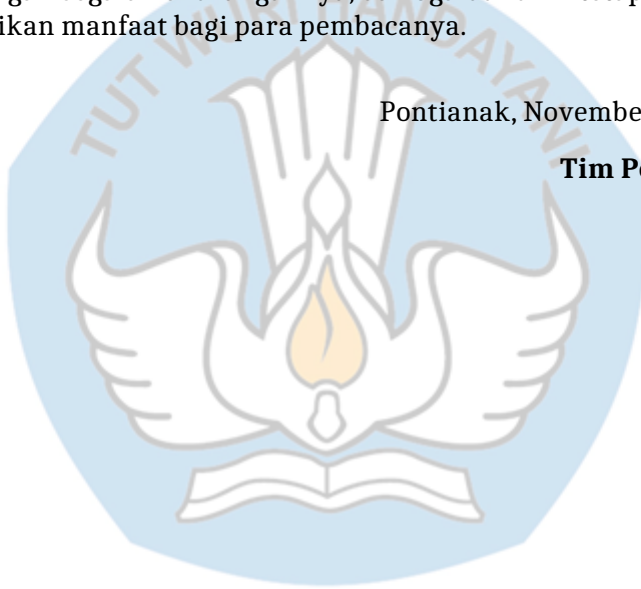 ikan manfaat bagi para pembacanya.
Pontianak, Novembe
Tim P
TUT WURI HANDAYANI